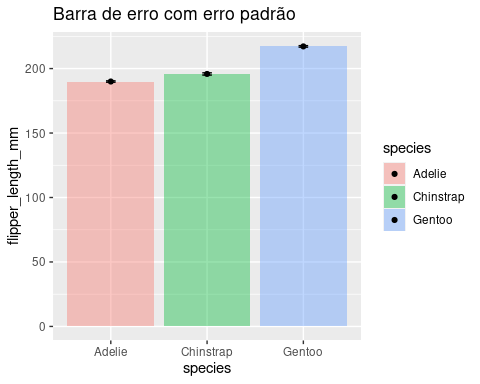 Barra de erro com erro padrão
flipper_length_mm
200
150
100
50
0
Adelie
Chinstrap
Gentoo
species
species
Adelie
Chinstrap
Gentoo